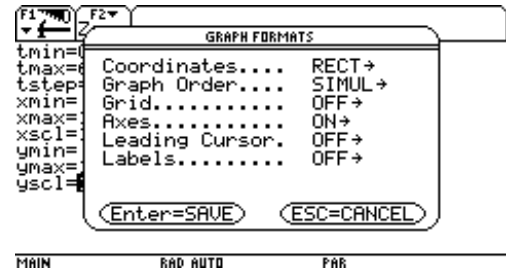 F1 F2
GRAPH FORMATS
tmin=
tmax=
tstep=
xmin=
xmax=
xscl=
ymin=
ymax=
yscl=
Coordinates.... RECT→
Graph Order.... SIMUL→
Grid........... OFF→
Axes........... ON→
Leading Cursor. OFF→
Labels......... OFF→
Enter=SAVE ESC=CANCEL
MAIN RAD AUTO PAR